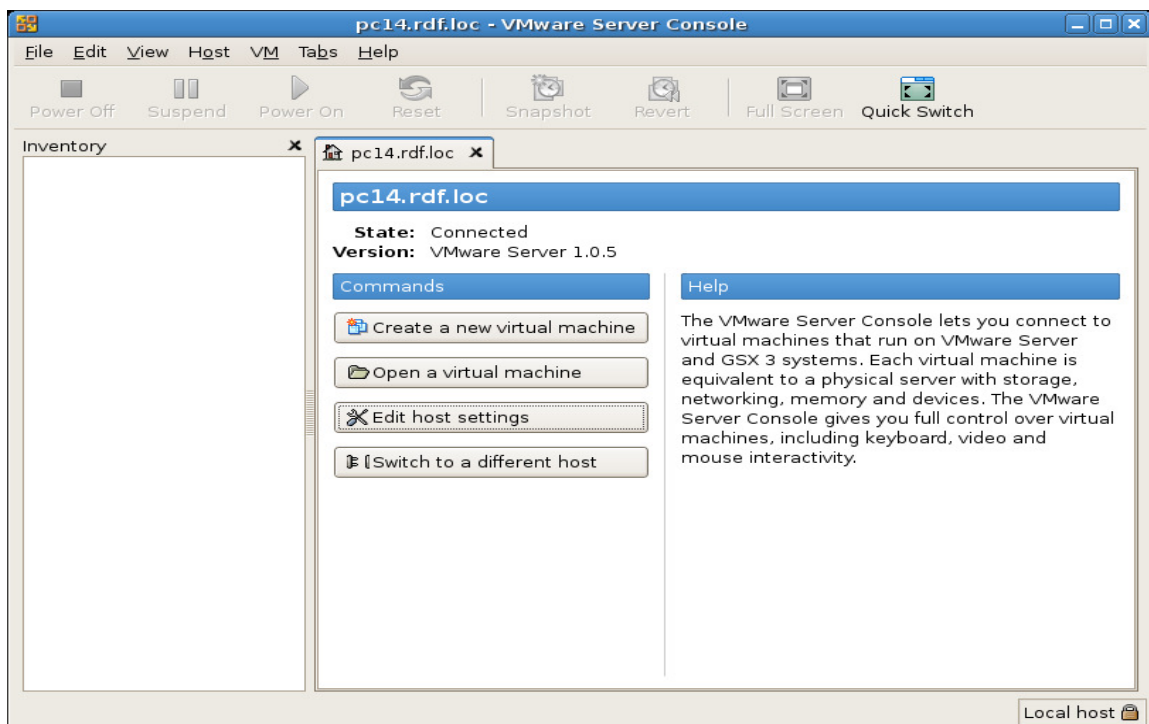 pc14.rdf.loc - VMware Server Console
File Edit View Host VM Tabs Help
Power Off Suspend Power On Reset Snapshot Revert Full Screen Quick Switch
Inventory
pc14.rdf.loc
pc14.rdf.loc
State: Connected
Version: VMware Server 1.0.5
Commands
Create a new virtual machine
Open a virtual machine
Edit host settings
Switch to a different host
Help
The VMware Server Console lets you connect to
virtual machines that run on VMware Server
and GSX 3 systems. Each virtual machine is
equivalent to a physical server with storage,
networking, memory and devices. The VMware
Server Console gives you full control over virtual
machines, including keyboard, video and
mouse interactivity.
Local host